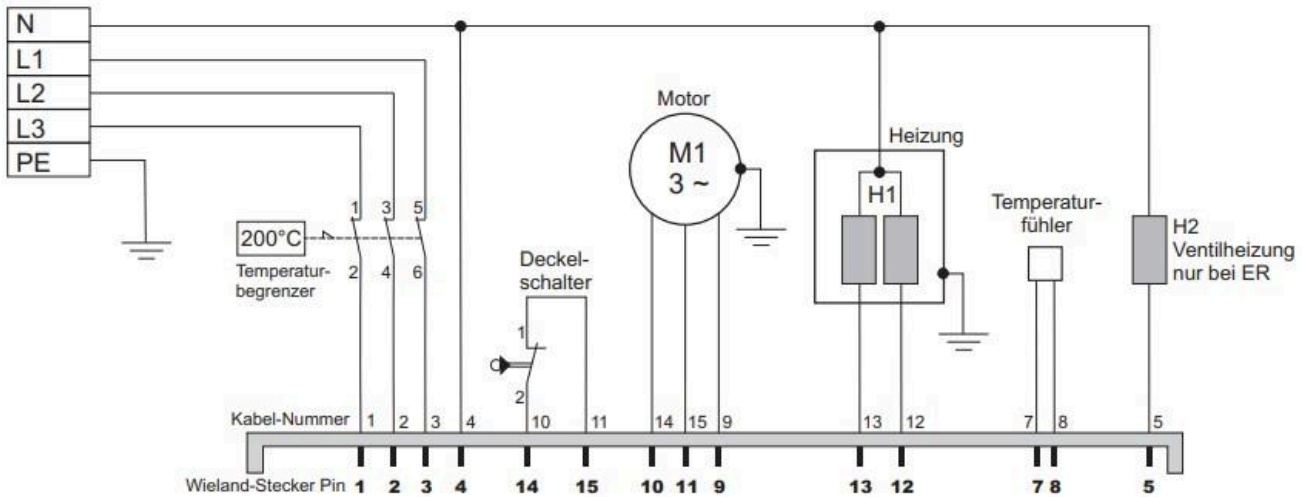 N
L1
L2
L3
PE
200°C
Temperatur-
begrenzer
1 3 5
2 4 6
Deckel-
schalter
1
2
Motor
M1
3 ~
Heizung
H1
Temperatur-
fühler
H2
Ventilheizung
nur bei ER
Kabel-Nummer 1 2 3 4 10 11 14 15 9 13 12 7 8 5
Wieland-Stecker Pin 1 2 3 4 14 15 10 11 9 13 12 7 8 5